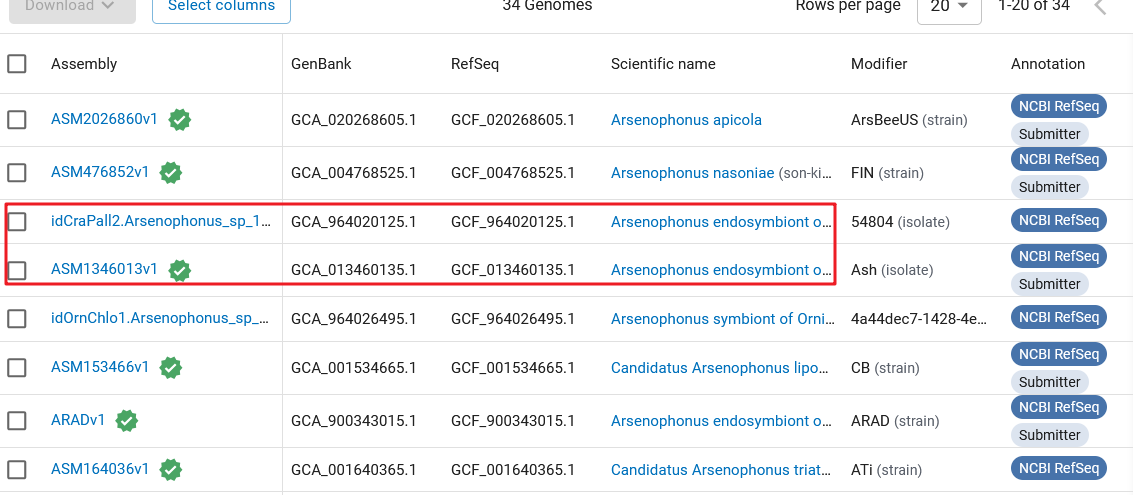 Download Select columns 34 Genomes Rows per page 20 1-20 of 34
Assembly GenBank RefSeq Scientific name Modifier Annotation
ASM2026860v1 GCA_020268605.1 GCF_020268605.1 Arsenophonus apicola ArsBeeUS (strain) NCBI RefSeq
Submitter
ASM476852v1 GCA_004768525.1 GCF_004768525.1 Arsenophonus nasoniae (son-ki... FIN (strain) NCBI RefSeq
Submitter
idCraPall2.Arsenophonus_sp_1... GCA_964020125.1 GCF_964020125.1 Arsenophonus endosymbiont o... 54804 (isolate) NCBI RefSeq
ASM1346013v1 GCA_013460135.1 GCF_013460135.1 Arsenophonus endosymbiont o... Ash (isolate) NCBI RefSeq
Submitter
idOrnChlo1.Arsenophonus_sp_... GCA_964026495.1 GCF_964026495.1 Arsenophonus symbiont of Orni... 4a44dec7-1428-4e... NCBI RefSeq
ASM153466v1 GCA_001534665.1 GCF_001534665.1 Candidatus Arsenophonus lipo... CB (strain) NCBI RefSeq
Submitter
ARADv1 GCA_900343015.1 GCF_900343015.1 Arsenophonus endosymbiont o... ARAD (strain) NCBI RefSeq
Submitter
ASM164036v1 GCA_001640365.1 GCF_001640365.1 Candidatus Arsenophonus triat... ATi (strain) NCBI RefSeq